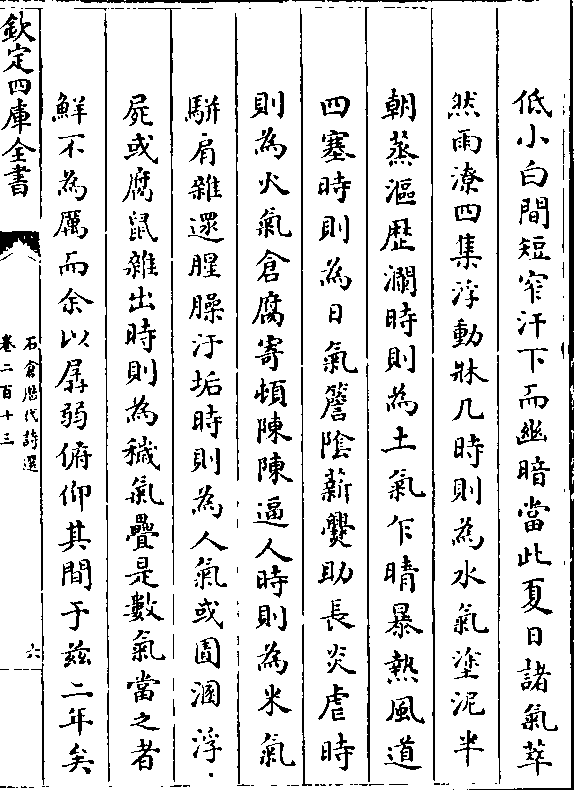 低小白間短窄汙下而幽暗當此夏日諸氣萃
然雨潦四集浮動牀几時則為水氣塗泥半
朝蒸漚歴瀾時則為土氣乍晴暴熱風道
四塞時則為日氣簷陰薪爨助長炎虐時
則為火氣倉腐寄頓陳陳逼人時則為米氣
駢肩雜遝腥臊汙垢時則為人氣或圊溷浮
屍或腐鼠雜出時則為穢氣疊是數氣當之者
鮮不為厲而余以孱弱俯仰其間于兹二年矣
欽定四庫全書
石倉歴代詩選
卷二百十三
六